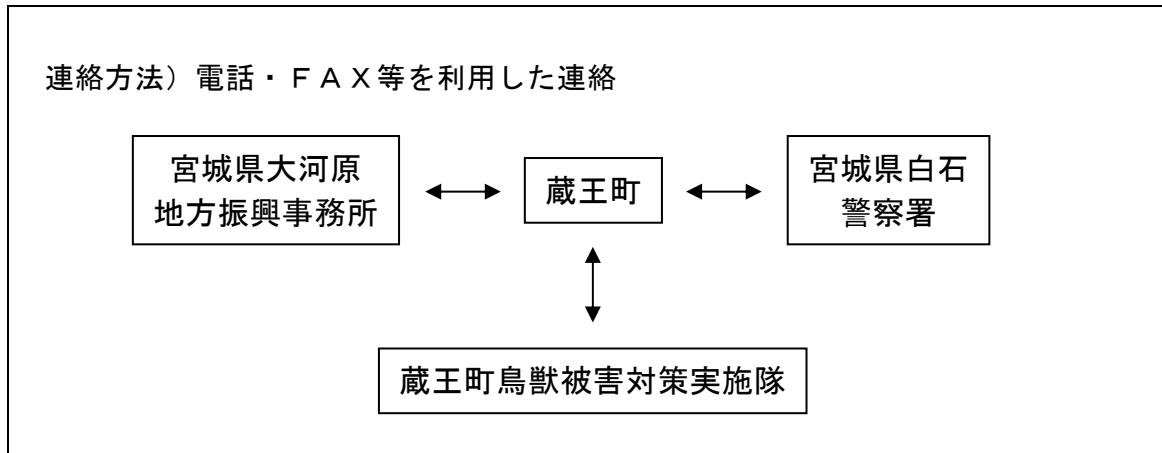 連絡方法）電話・ＦＡＸ等を利用した連絡
宮城県大河原
地方振興事務所
蔵王町
宮城県白石
警察署
蔵王町鳥獣被害対策実施隊